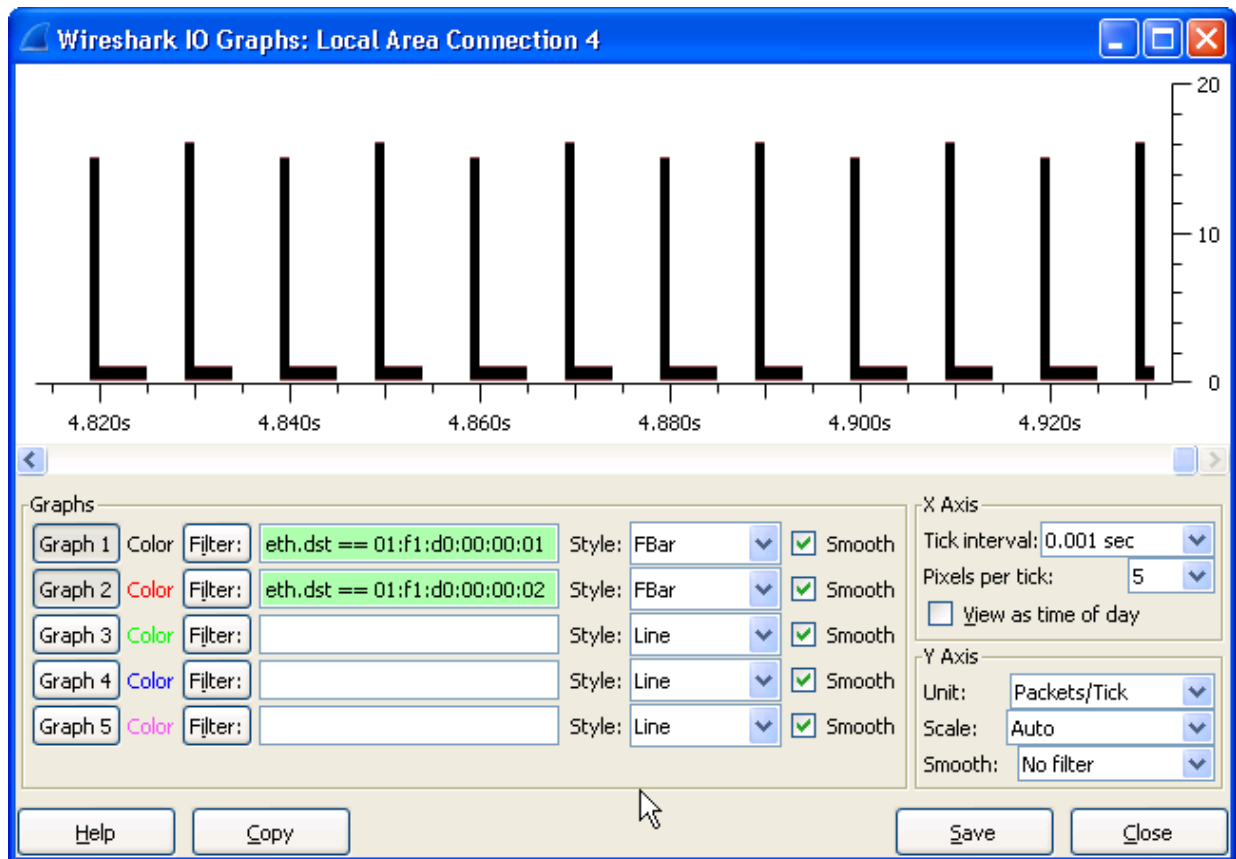 Wireshark IO Graphs: Local Area Connection 4
20
10
0
4.820s 4.840s 4.860s 4.880s 4.900s 4.920s
Graphs
Graph 1 Color Filter: eth.dst == 01:f1:d0:00:00:01 Style: FBar Smooth
Graph 2 Color Filter: eth.dst == 01:f1:d0:00:00:02 Style: FBar Smooth
Graph 3 Color Filter: Style: Line Smooth
Graph 4 Color Filter: Style: Line Smooth
Graph 5 Color Filter: Style: Line Smooth
X Axis
Tick interval: 0.001 sec
Pixels per tick: 5
View as time of day
Y Axis
Unit: Packets/Tick
Scale: Auto
Smooth: No filter
Help Copy Save Close